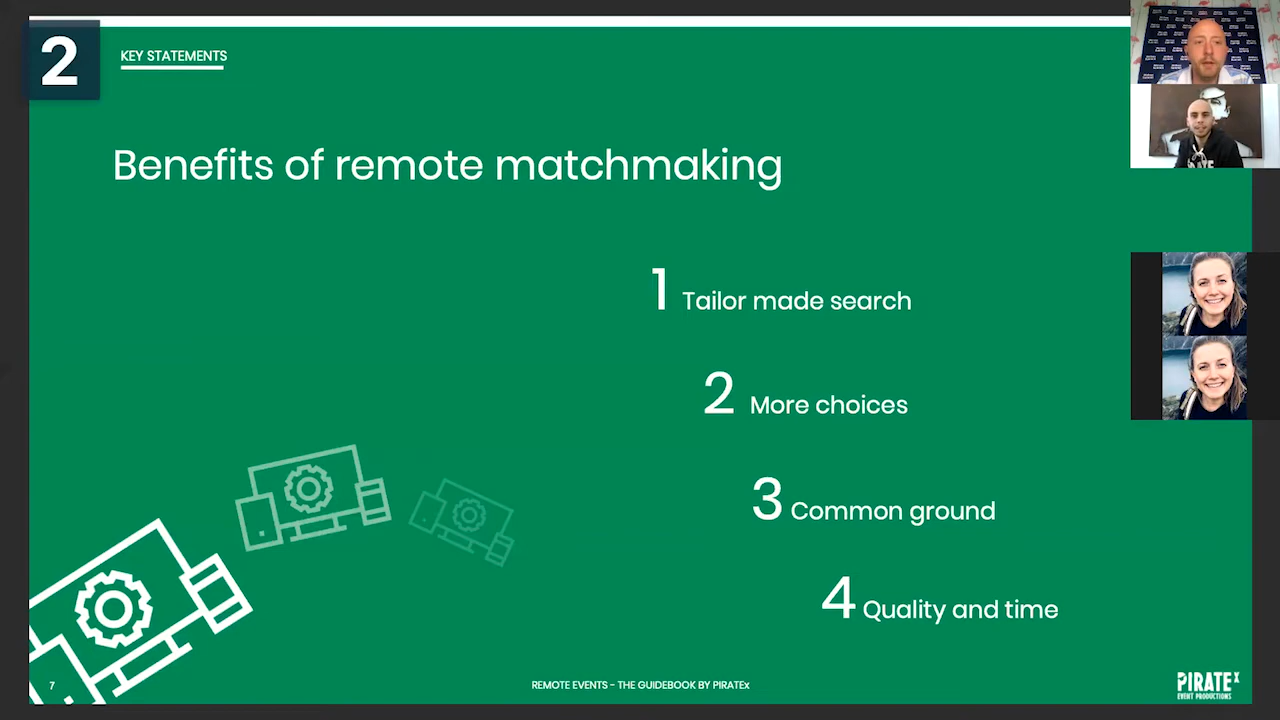 2
KEY STATEMENTS
Benefits of remote matchmaking
1 Tailor made search
2 More choices
3 Common ground
4 Quality and time
7
REMOTE EVENTS - THE GUIDEBOOK BY PIRATEx
PIRATEX
EVENT PRODUCTIONS